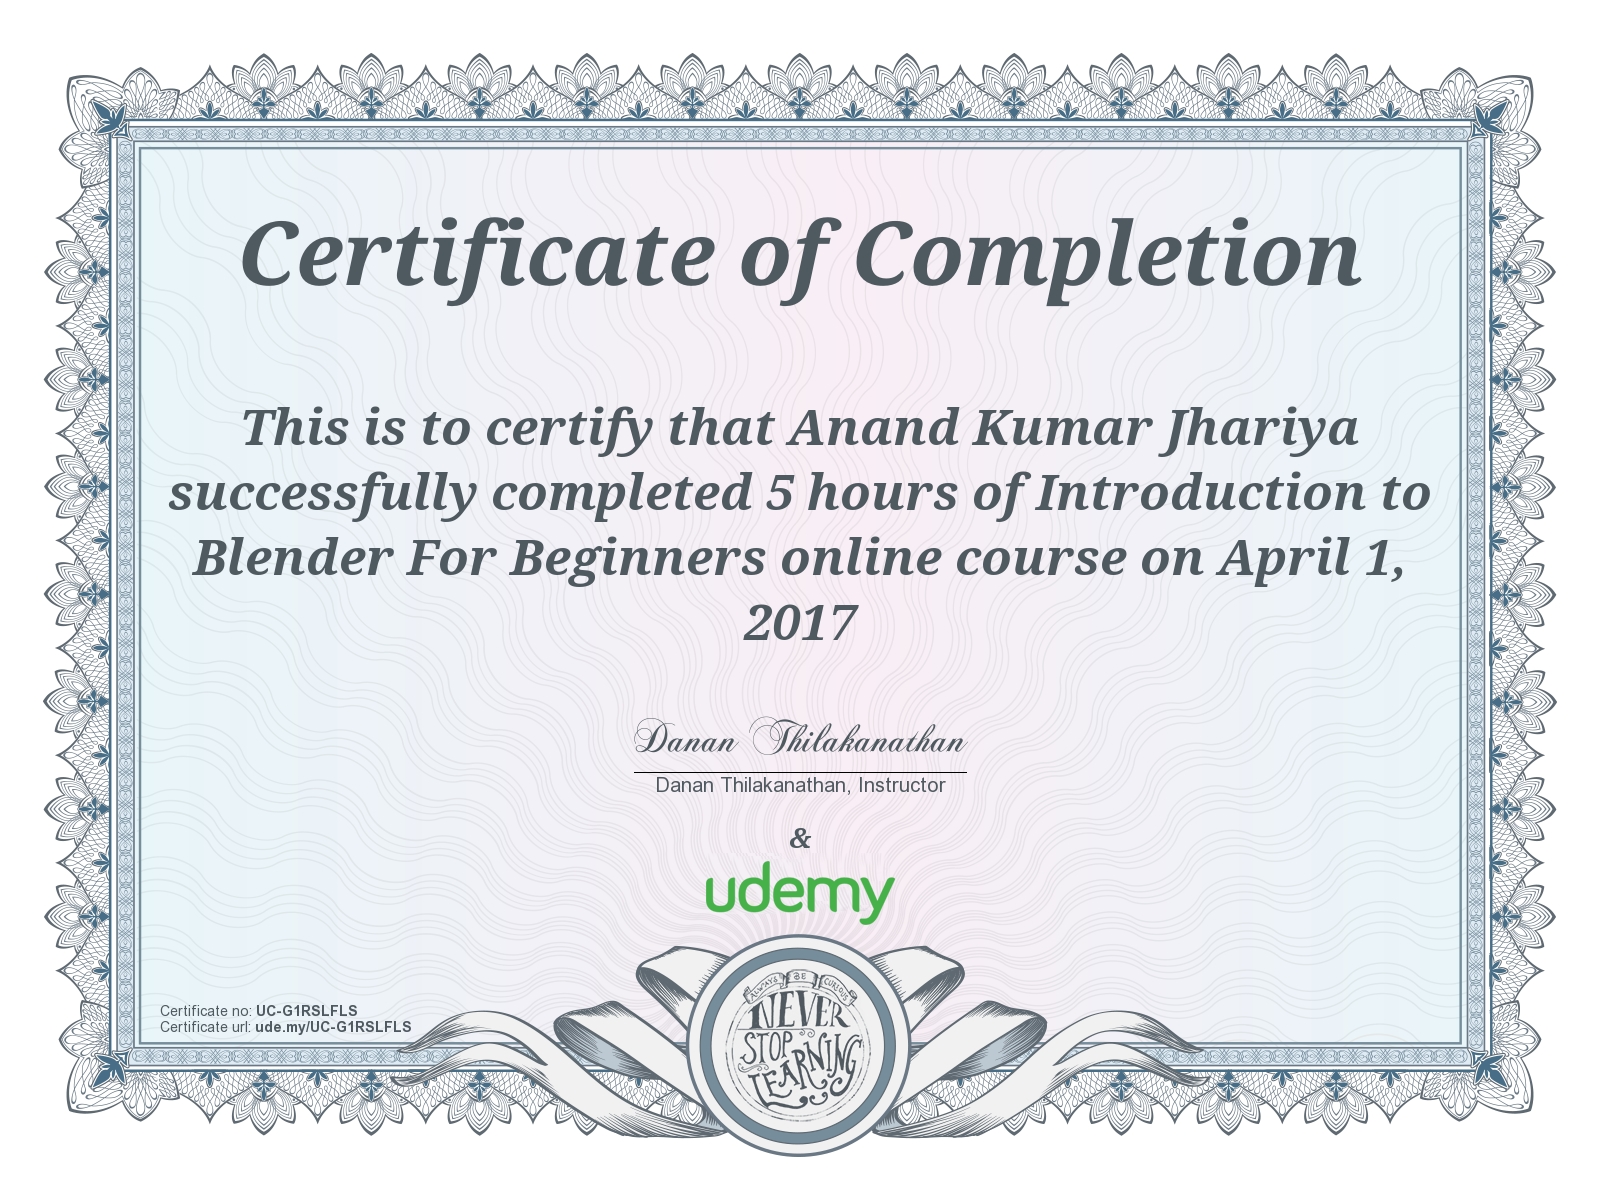 Certificate of Completion
This is to certify that Anand Kumar Jhariya
successfully completed 5 hours of Introduction to
Blender For Beginners online course on April 1,
2017
Danan Thilakanathan
Danan Thilakanathan, Instructor
&
udemy
ALWAYS BE CURIOUS
NEVER
STOP
LEARNING
Certificate no: UC-G1RSLFLS
Certificate url: ude.my/UC-G1RSLFLS